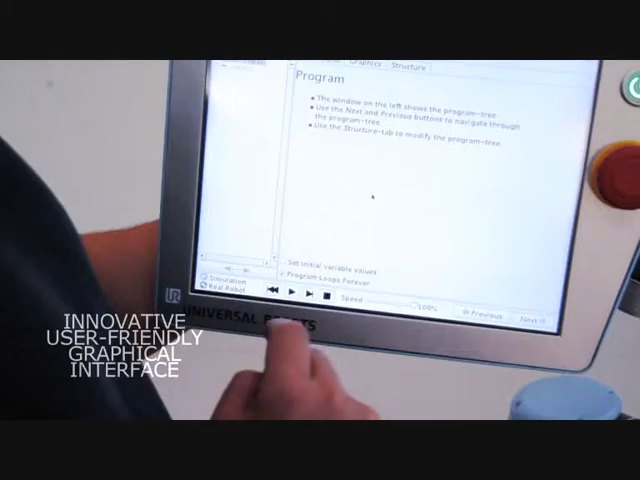 Graphics Structure
Program
The window on the left shows the program-tree.
Use the Next and Previous buttons to navigate through
the program-tree.
Use the Structure-tab to modify the program-tree.
Set initial variable values
Program Loops Forever
Simulation
Real Robot
Speed 100%
Previous Next
UR
UNIVERSAL
INNOVATIVE
USER-FRIENDLY
GRAPHICAL
INTERFACE